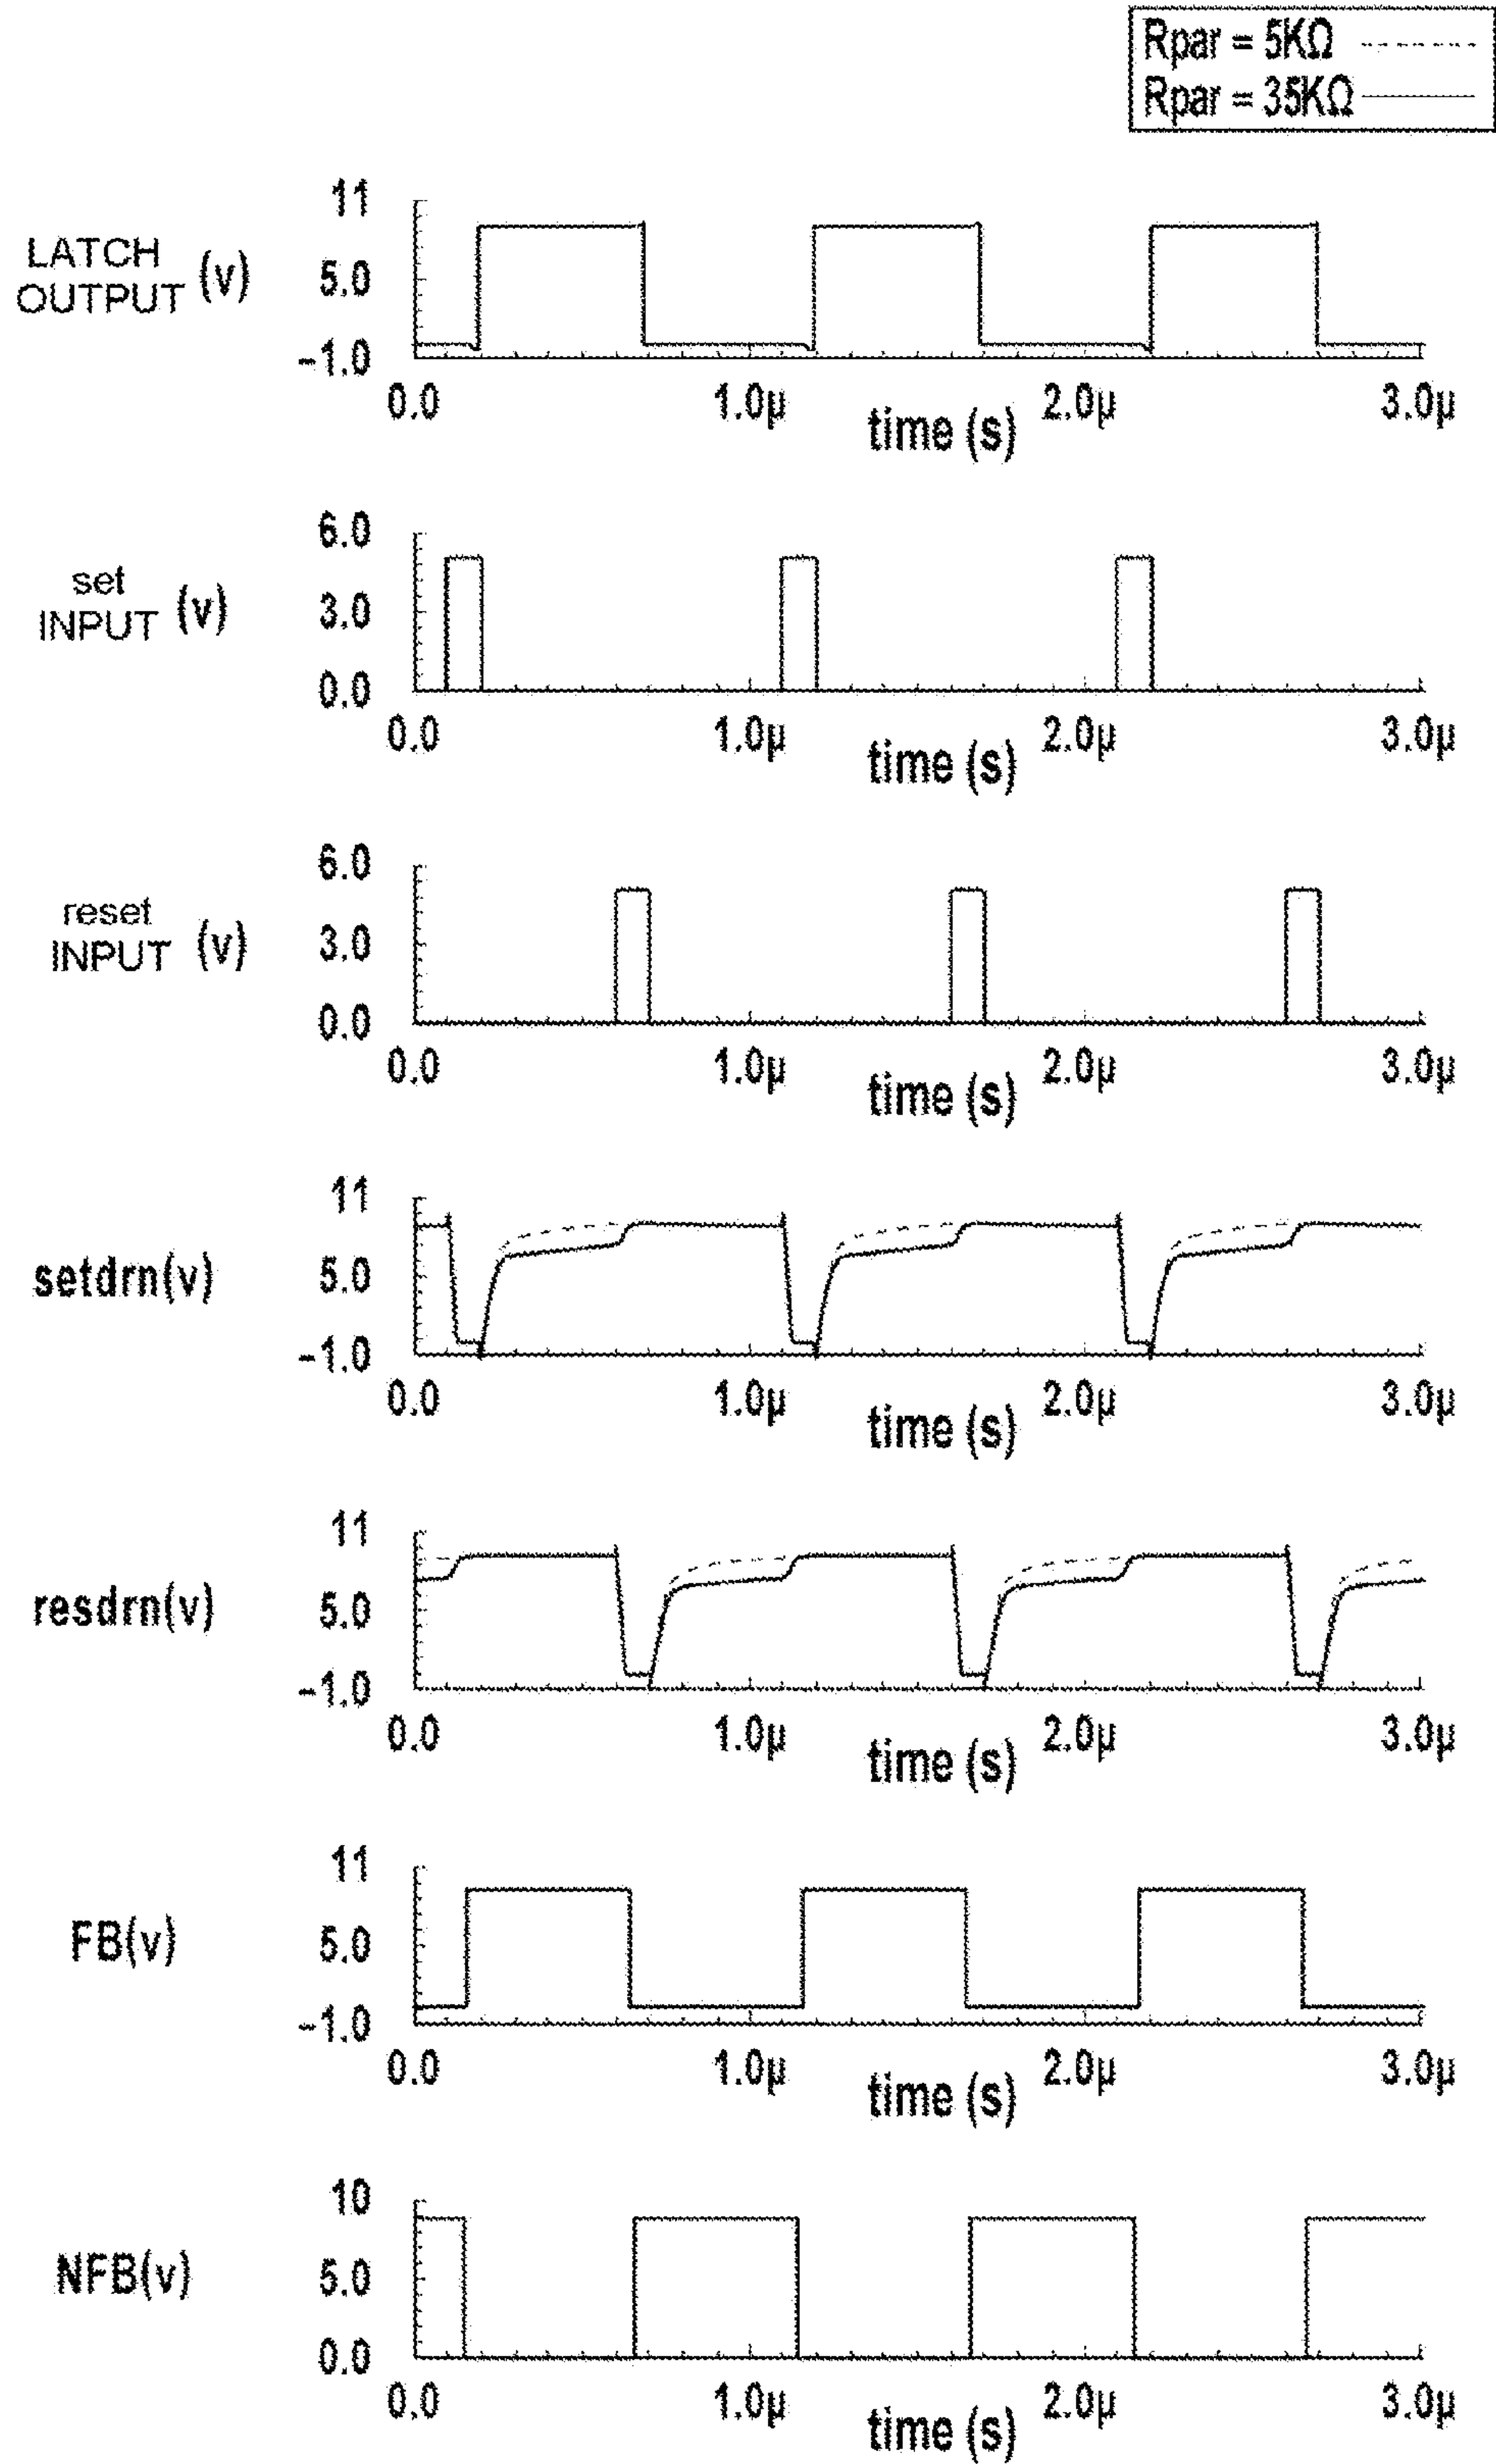 Rpar = 5KΩ
Rpar = 35KΩ
LATCH OUTPUT (v)
11
5.0
-1.0
0.0 1.0µ 2.0µ 3.0µ
time (s)
set INPUT (v)
6.0
3.0
0.0
0.0 1.0µ 2.0µ 3.0µ
time (s)
reset INPUT (v)
6.0
3.0
0.0
0.0 1.0µ 2.0µ 3.0µ
time (s)
setdrn(v)
11
5.0
-1.0
0.0 1.0µ 2.0µ 3.0µ
time (s)
resdrn(v)
11
5.0
-1.0
0.0 1.0µ 2.0µ 3.0µ
time (s)
FB(v)
11
5.0
-1.0
0.0 1.0µ 2.0µ 3.0µ
time (s)
NFB(v)
10
5.0
0.0
0.0 1.0µ 2.0µ 3.0µ
time (s)